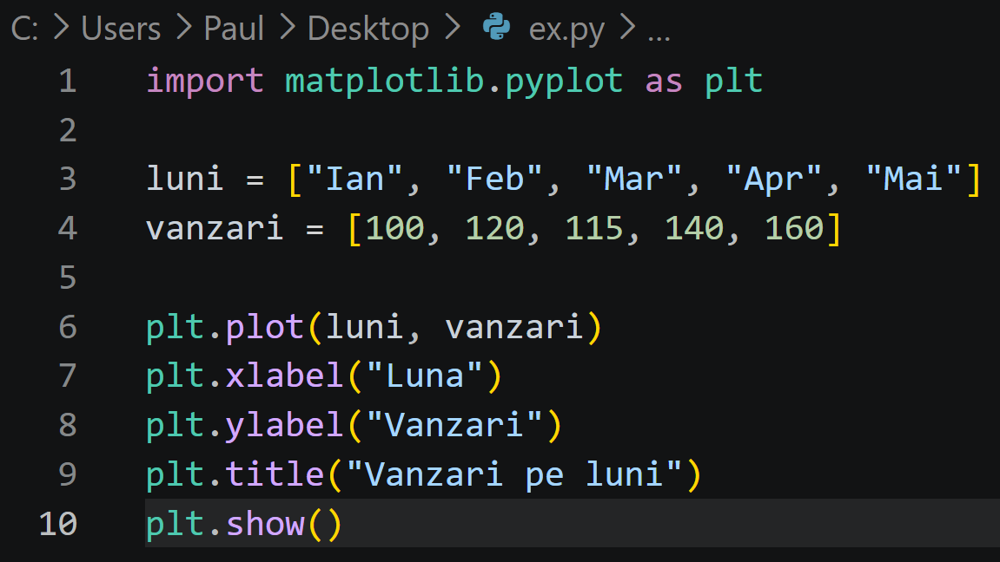 C: > Users > Paul > Desktop > ex.py > ...
1 import matplotlib.pyplot as plt
2
3 luni = ["Ian", "Feb", "Mar", "Apr", "Mai"]
4 vanzari = [100, 120, 115, 140, 160]
5
6 plt.plot(luni, vanzari)
7 plt.xlabel("Luna")
8 plt.ylabel("Vanzari")
9 plt.title("Vanzari pe luni")
10 plt.show()